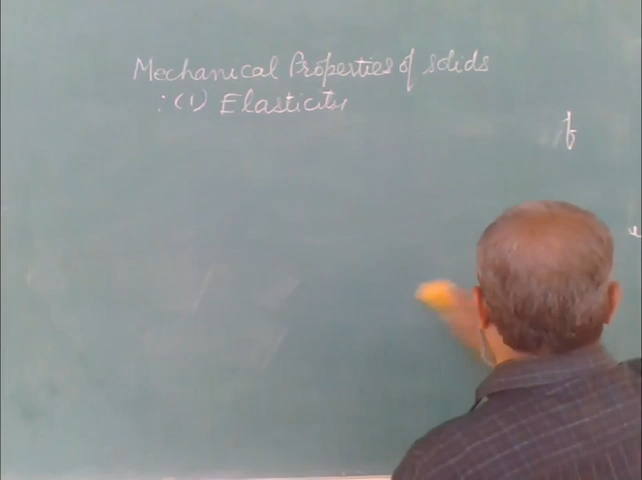 Mechanical Properties of solids
: (1) Elasticity